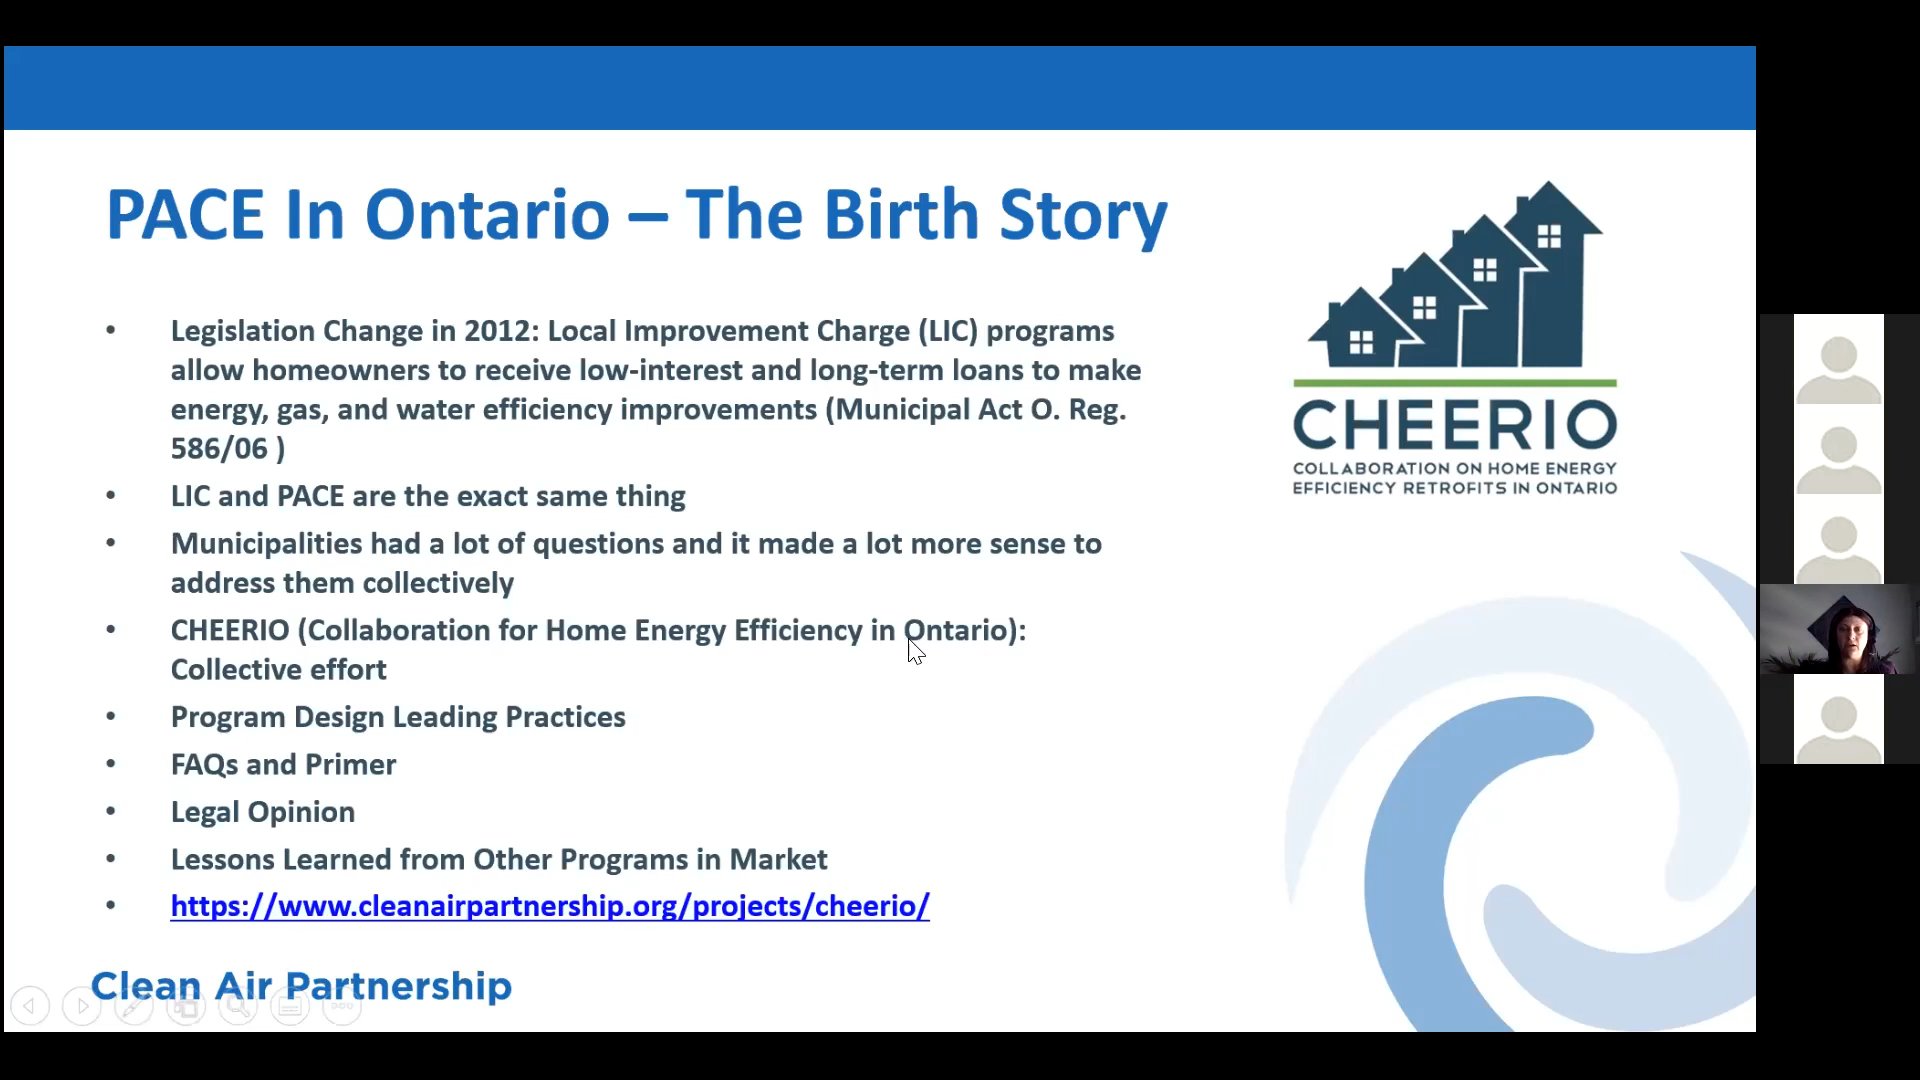 PACE In Ontario – The Birth Story
• Legislation Change in 2012: Local Improvement Charge (LIC) programs
allow homeowners to receive low-interest and long-term loans to make
energy, gas, and water efficiency improvements (Municipal Act O. Reg.
586/06 )
• LIC and PACE are the exact same thing
• Municipalities had a lot of questions and it made a lot more sense to
address them collectively
• CHEERIO (Collaboration for Home Energy Efficiency in Ontario):
Collective effort
• Program Design Leading Practices
• FAQs and Primer
• Legal Opinion
• Lessons Learned from Other Programs in Market
• https://www.cleanairpartnership.org/projects/cheerio/
CHEERIO
COLLABORATION ON HOME ENERGY
EFFICIENCY RETROFITS IN ONTARIO
Clean Air Partnership